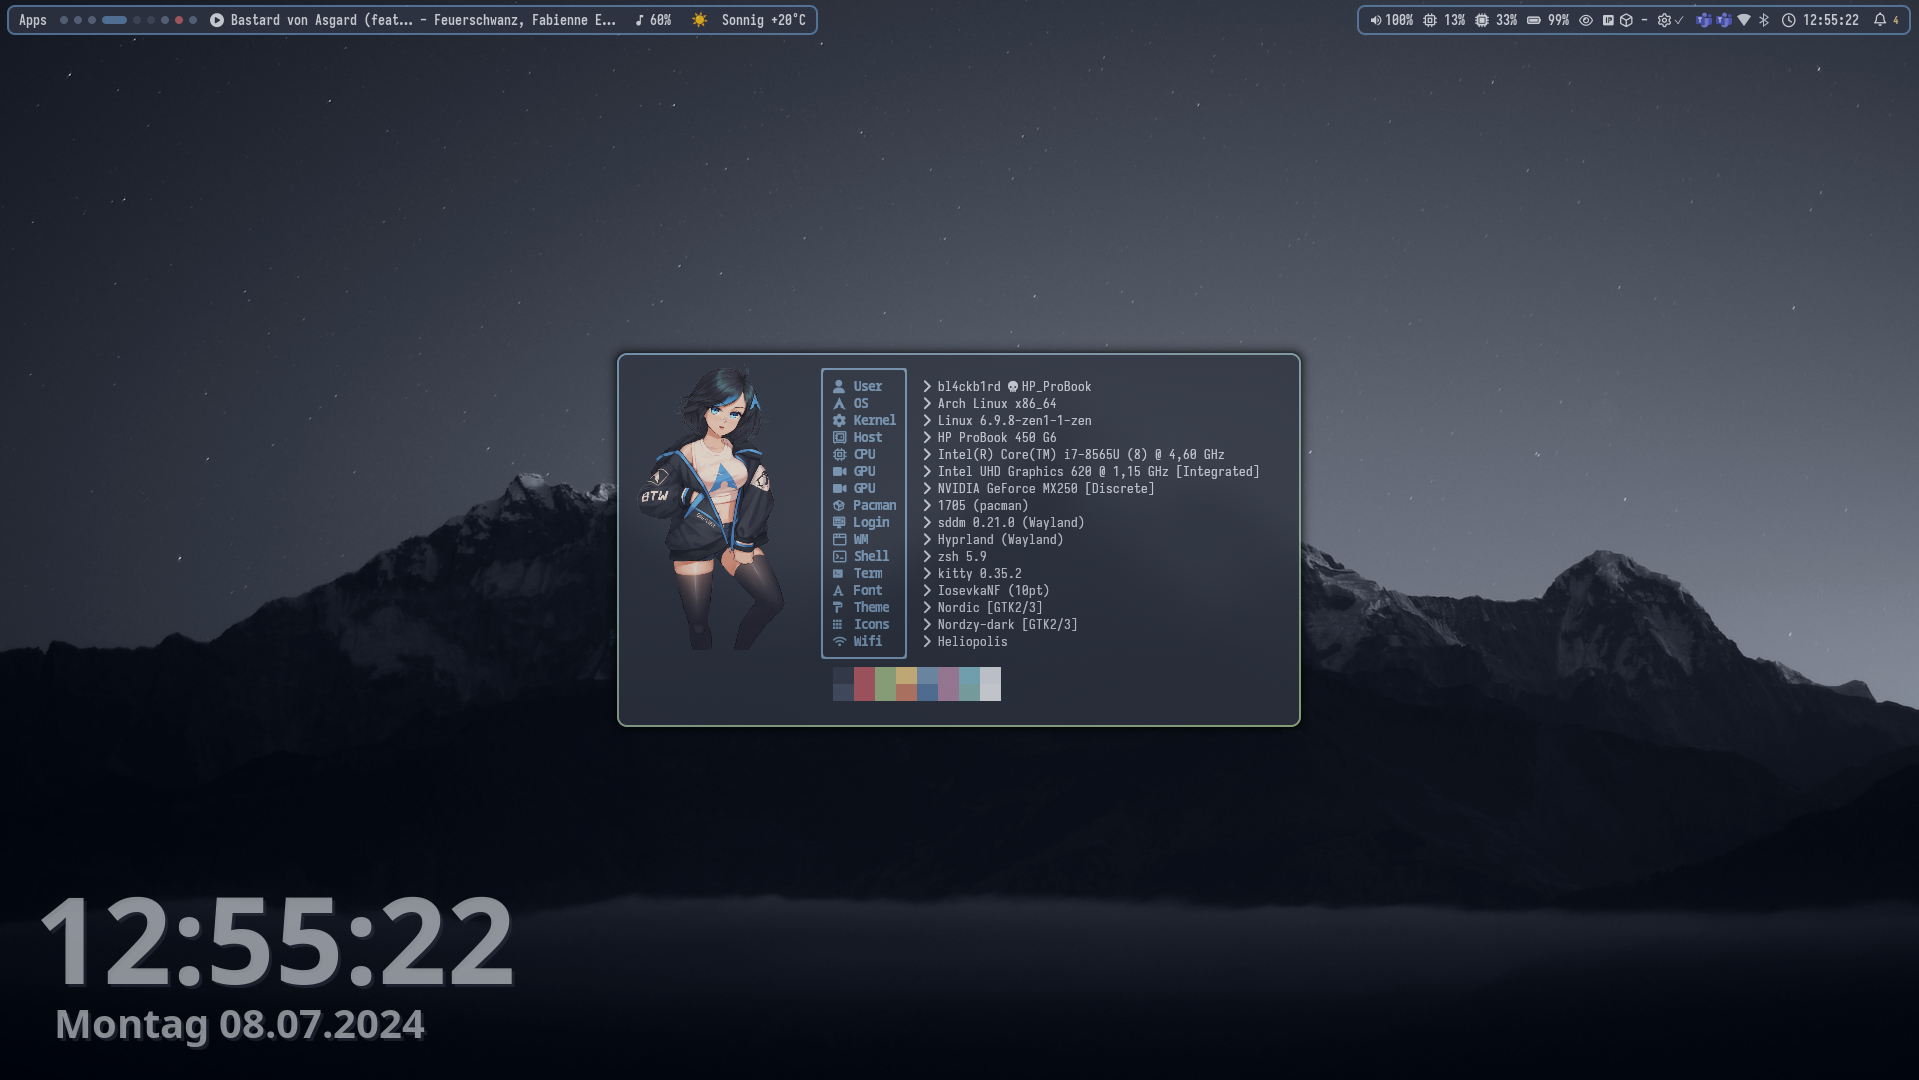 Apps Bastard von Asgard (feat... - Feuerschwanz, Fabienne E... 60% Sonnig +20°C
100% 13% 33% 99% IP - 12:55:22 4
User > bl4ckb1rd HP_ProBook
OS > Arch Linux x86_64
Kernel > Linux 6.9.8-zen1-1-zen
Host > HP ProBook 450 G6
CPU > Intel(R) Core(TM) i7-8565U (8) @ 4,60 GHz
GPU > Intel UHD Graphics 620 @ 1,15 GHz [Integrated]
GPU > NVIDIA GeForce MX250 [Discrete]
Pacman > 1705 (pacman)
Login > sddm 0.21.0 (Wayland)
WM > Hyprland (Wayland)
Shell > zsh 5.9
Term > kitty 0.35.2
Font > IosevkaNF (10pt)
Theme > Nordic [GTK2/3]
Icons > Nordzy-dark [GTK2/3]
Wifi > Heliopolis
BTW
12:55:22
Montag 08.07.2024